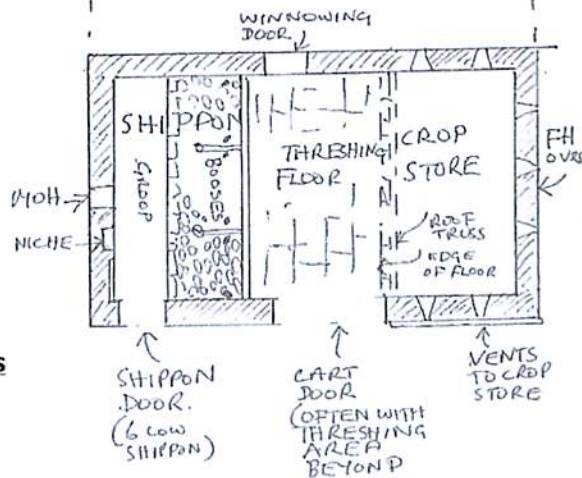 WINNOWING
DOOR
SHIPPON
GROOP
BOOSES
THRESHING
FLOOR
CROP
STORE
FH
MOH
NICHE
ROOF
TRUSS
EDGE
OF FLOOR
S
SHIPPON
DOOR.
(6 COW
SHIPPON)
CART
DOOR
(OFTEN WITH
THRESHING
AREA
BEYOND
VENTS
TO CROP
STORE